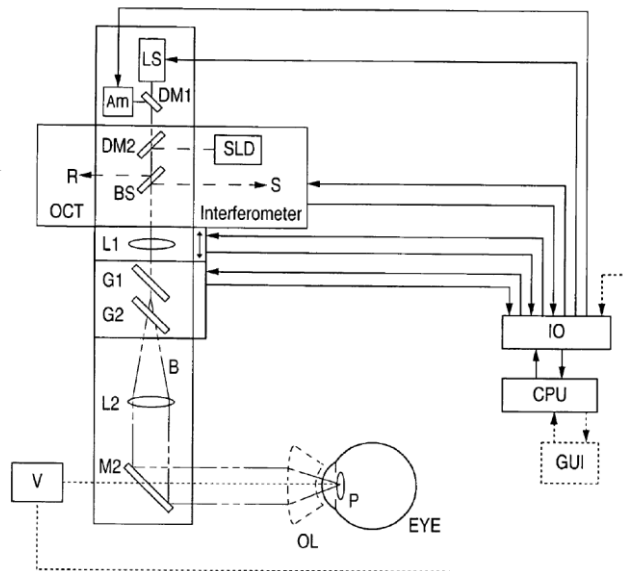 LS
Am
DM1
DM2
SLD
R
BS
S
OCT
Interferometer
L1
G1
G2
IO
B
CPU
L2
GUI
M2
V
P
OL
EYE